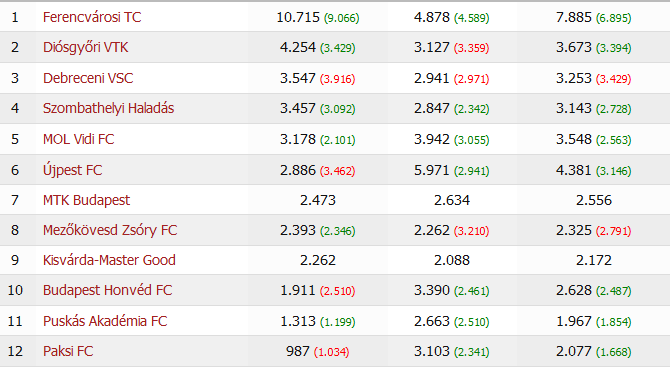 1 Ferencvárosi TC 10.715 (9.066) 4.878 (4.589) 7.885 (6.895)
2 Diósgyőri VTK 4.254 (3.429) 3.127 (3.359) 3.673 (3.394)
3 Debreceni VSC 3.547 (3.916) 2.941 (2.971) 3.253 (3.429)
4 Szombathelyi Haladás 3.457 (3.092) 2.847 (2.342) 3.143 (2.728)
5 MOL Vidi FC 3.178 (2.101) 3.942 (3.055) 3.548 (2.563)
6 Újpest FC 2.886 (3.462) 5.971 (2.941) 4.381 (3.146)
7 MTK Budapest 2.473 2.634 2.556
8 Mezőkövesd Zsóry FC 2.393 (2.346) 2.262 (3.210) 2.325 (2.791)
9 Kisvárda-Master Good 2.262 2.088 2.172
10 Budapest Honvéd FC 1.911 (2.510) 3.390 (2.461) 2.628 (2.487)
11 Puskás Akadémia FC 1.313 (1.199) 2.663 (2.510) 1.967 (1.854)
12 Paksi FC 987 (1.034) 3.103 (2.341) 2.077 (1.668)